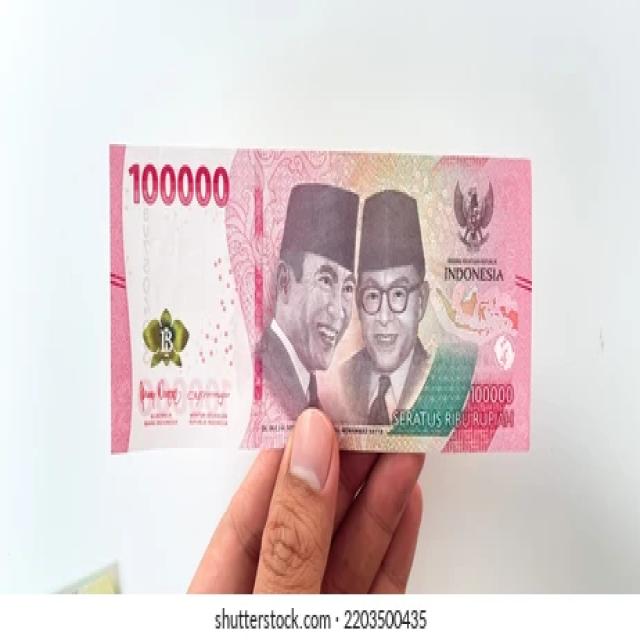 100000
INDONESIA
100000
SERATUS RIBU RUPIAH
shutterstock.com · 2203500435